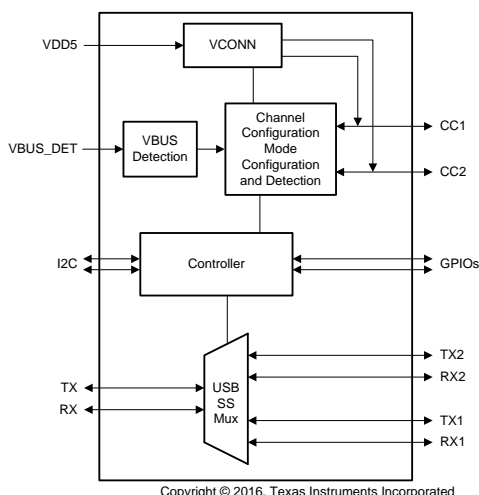 VDD5
VCONN
Channel
Configuration
Mode
Configuration
and Detection
CC1
VBUS_DET
VBUS
Detection
CC2
I2C
Controller
GPIOs
TX2
RX2
TX
RX
USB
SS
Mux
TX1
RX1
Copyright © 2016, Texas Instruments Incorporated